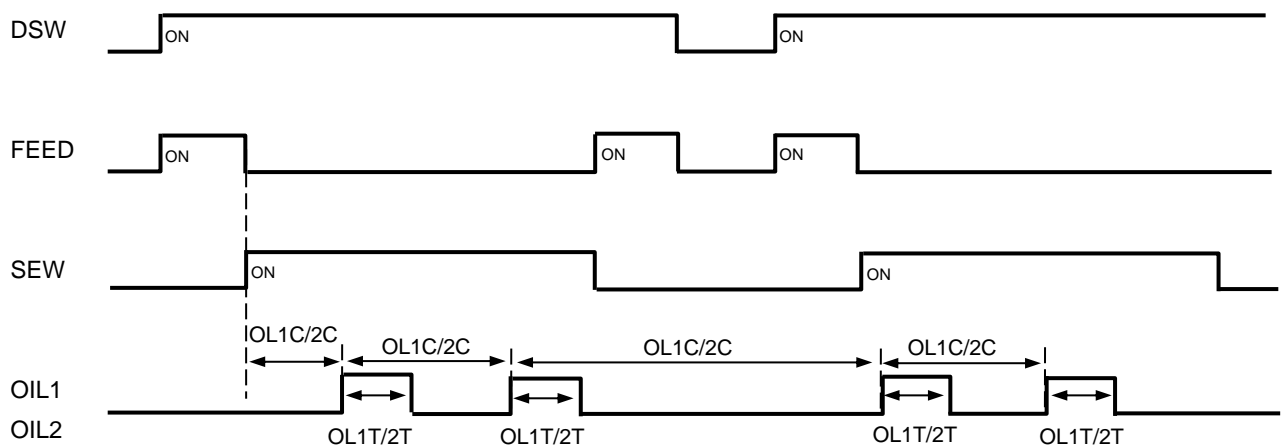 DSW
ON
ON
FEED
ON
ON
ON
SEW
ON
ON
OL1C/2C
OL1C/2C
OL1C/2C
OL1C/2C
OIL1
OIL2
OL1T/2T
OL1T/2T
OL1T/2T
OL1T/2T